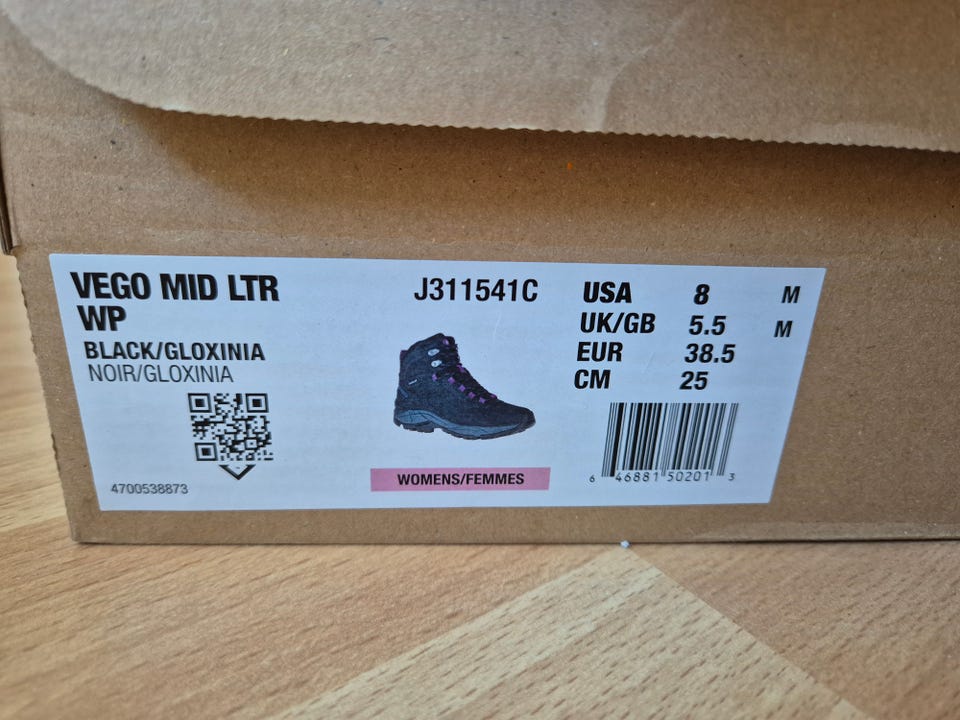 VEGO MID LTR
WP
BLACK/GLOXINIA
NOIR/GLOXINIA
4700538873
J311541C
WOMENS/FEMMES
USA 8 M
UK/GB 5.5 M
EUR 38.5
CM 25
6 46881 50201 3